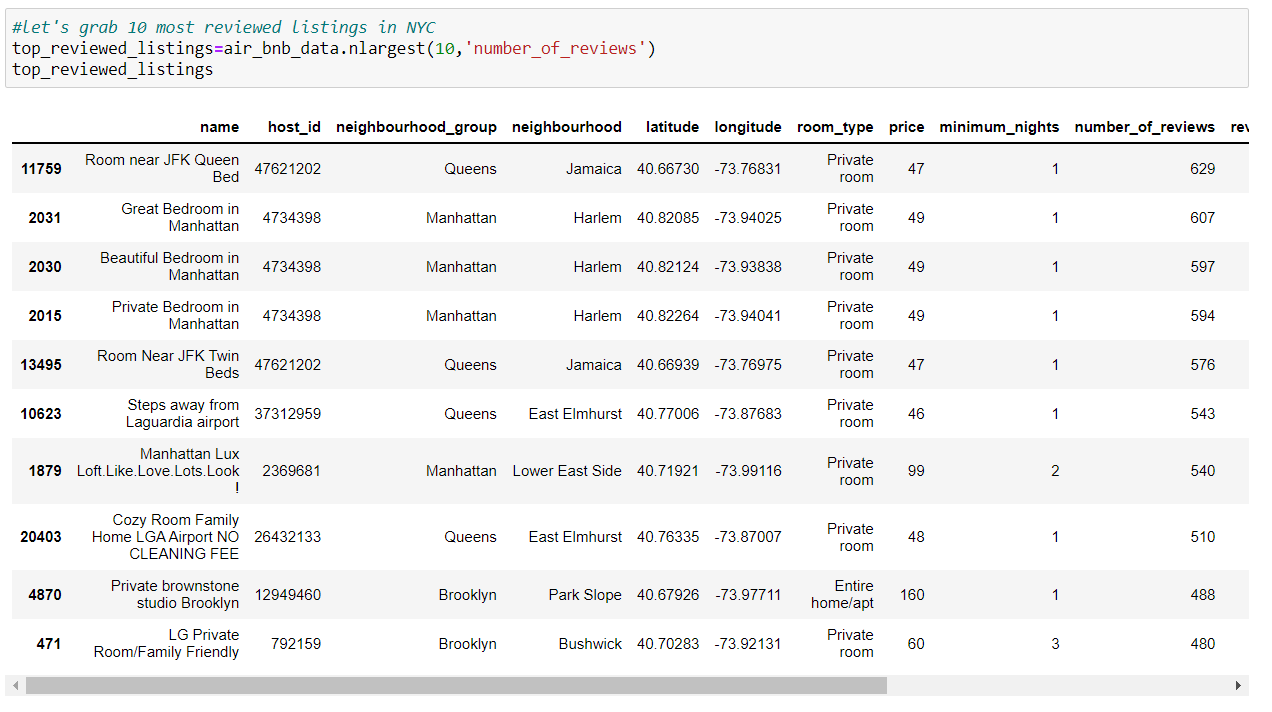 #let's grab 10 most reviewed listings in NYC
top_reviewed_listings=air_bnb_data.nlargest(10,'number_of_reviews')
top_reviewed_listings
name host_id neighbourhood_group neighbourhood latitude longitude room_type price minimum_nights number_of_reviews rev
11759 Room near JFK Queen Bed 47621202 Queens Jamaica 40.66730 -73.76831 Private room 47 1 629
2031 Great Bedroom in Manhattan 4734398 Manhattan Harlem 40.82085 -73.94025 Private room 49 1 607
2030 Beautiful Bedroom in Manhattan 4734398 Manhattan Harlem 40.82124 -73.93838 Private room 49 1 597
2015 Private Bedroom in Manhattan 4734398 Manhattan Harlem 40.82264 -73.94041 Private room 49 1 594
13495 Room Near JFK Twin Beds 47621202 Queens Jamaica 40.66939 -73.76975 Private room 47 1 576
10623 Steps away from Laguardia airport 37312959 Queens East Elmhurst 40.77006 -73.87683 Private room 46 1 543
1879 Manhattan Lux Loft.Like.Love.Lots.Look ! 2369681 Manhattan Lower East Side 40.71921 -73.99116 Private room 99 2 540
20403 Cozy Room Family Home LGA Airport NO CLEANING FEE 26432133 Queens East Elmhurst 40.76335 -73.87007 Private room 48 1 510
4870 Private brownstone studio Brooklyn 12949460 Brooklyn Park Slope 40.67926 -73.97711 Entire home/apt 160 1 488
471 LG Private Room/Family Friendly 792159 Brooklyn Bushwick 40.70283 -73.92131 Private room 60 3 480